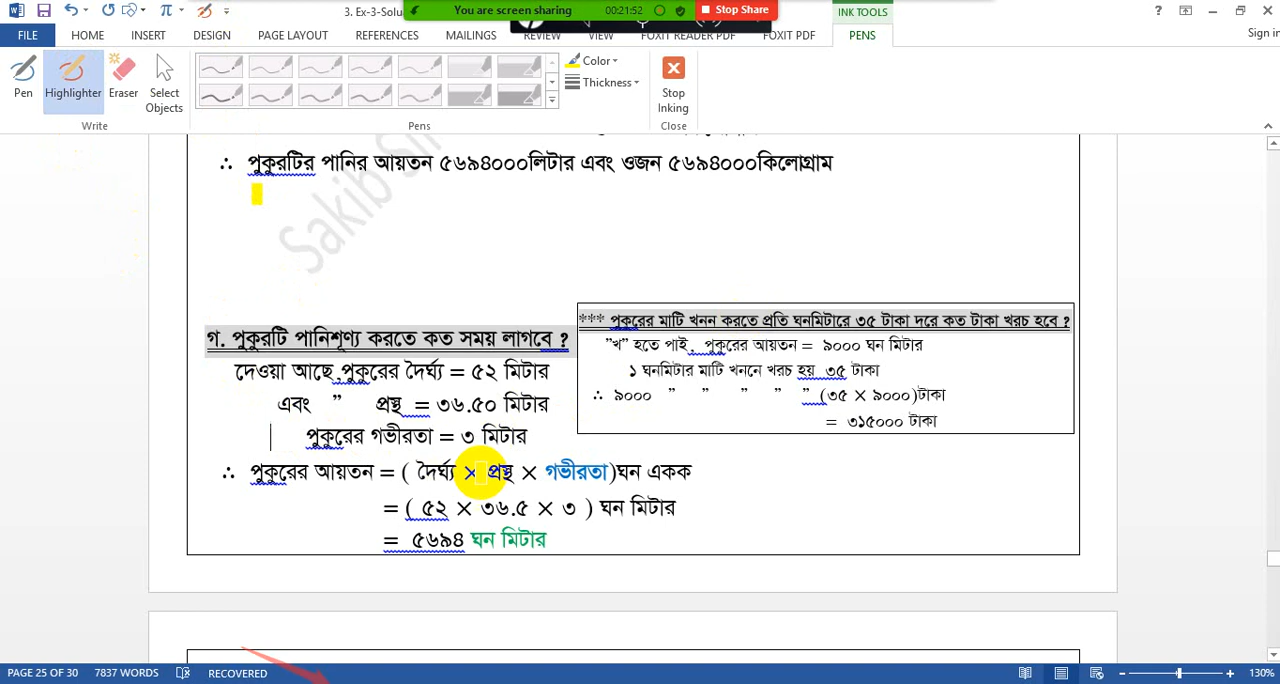 3. Ex-3-Solu
You are screen sharing 00:21:52 Stop Share
INK TOOLS
FILE HOME INSERT DESIGN PAGE LAYOUT REFERENCES MAILINGS REVIEW VIEW FOXIT READER PDF FOXIT PDF PENS
Sign in
Pen Highlighter Eraser Select Objects
Color
Thickness
Stop Inking
Write Pens Close
∴ পুকুরটির পানির আয়তন ৫৬৯৪০০০লিটার এবং ওজন ৫৬৯৪০০০কিলোগ্রাম
Sakib
*** পুকুরের মাটি খনন করতে প্রতি ঘনমিটারে ৩৫ টাকা দরে কত টাকা খরচ হবে ?
”খ” হতে পাই, পুকুরের আয়তন = ৯০০০ ঘন মিটার
১ ঘনমিটার মাটি খননে খরচ হয় ৩৫ টাকা
∴ ৯০০০ ” ” ” ” ” (৩৫ × ৯০০০)টাকা
= ৩১৫০০০ টাকা
গ. পুকুরটি পানিশূণ্য করতে কত সময় লাগবে ?
দেওয়া আছে,পুকুরের দৈর্ঘ্য = ৫২ মিটার
এবং ” প্রস্থ = ৩৬.৫০ মিটার
পুকুরের গভীরতা = ৩ মিটার
∴ পুকুরের আয়তন = ( দৈর্ঘ্য × প্রস্থ × গভীরতা)ঘন একক
= ( ৫২ × ৩৬.৫ × ৩ ) ঘন মিটার
= ৫৬৯৪ ঘন মিটার
PAGE 25 OF 30 7837 WORDS RECOVERED 130%